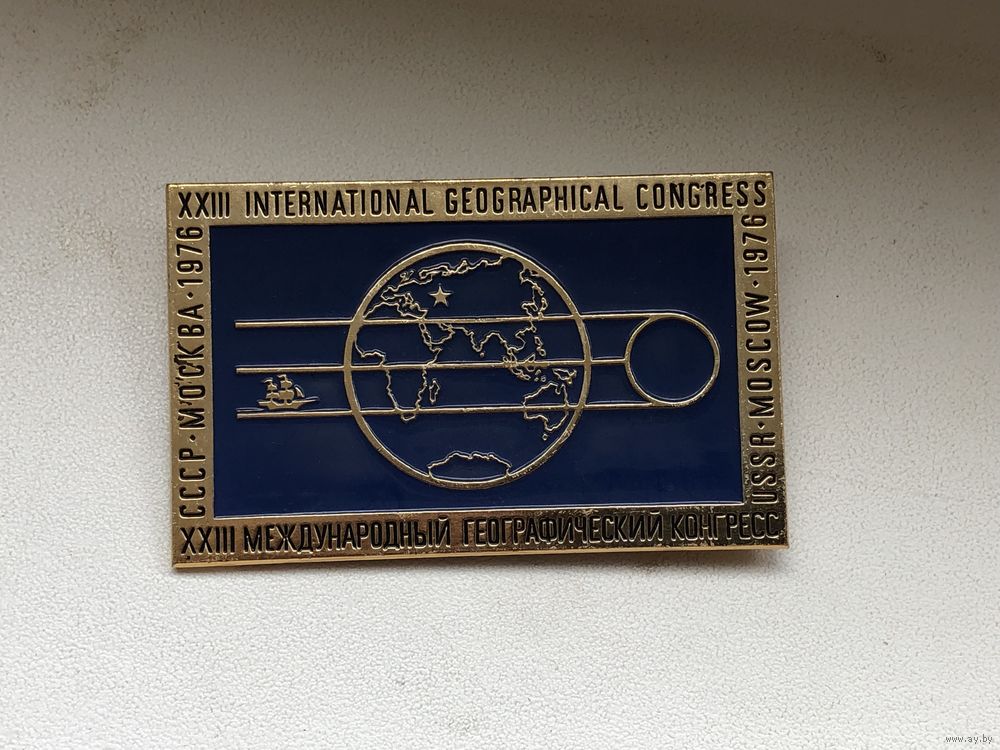 XXIII INTERNATIONAL GEOGRAPHICAL CONGRESS
СССР·МОСКВА·1976
USSR·MOSCOW·1976
XXIII МЕЖДУНАРОДНЫЙ ГЕОГРАФИЧЕСКИЙ КОНГРЕСС
www.ay.by